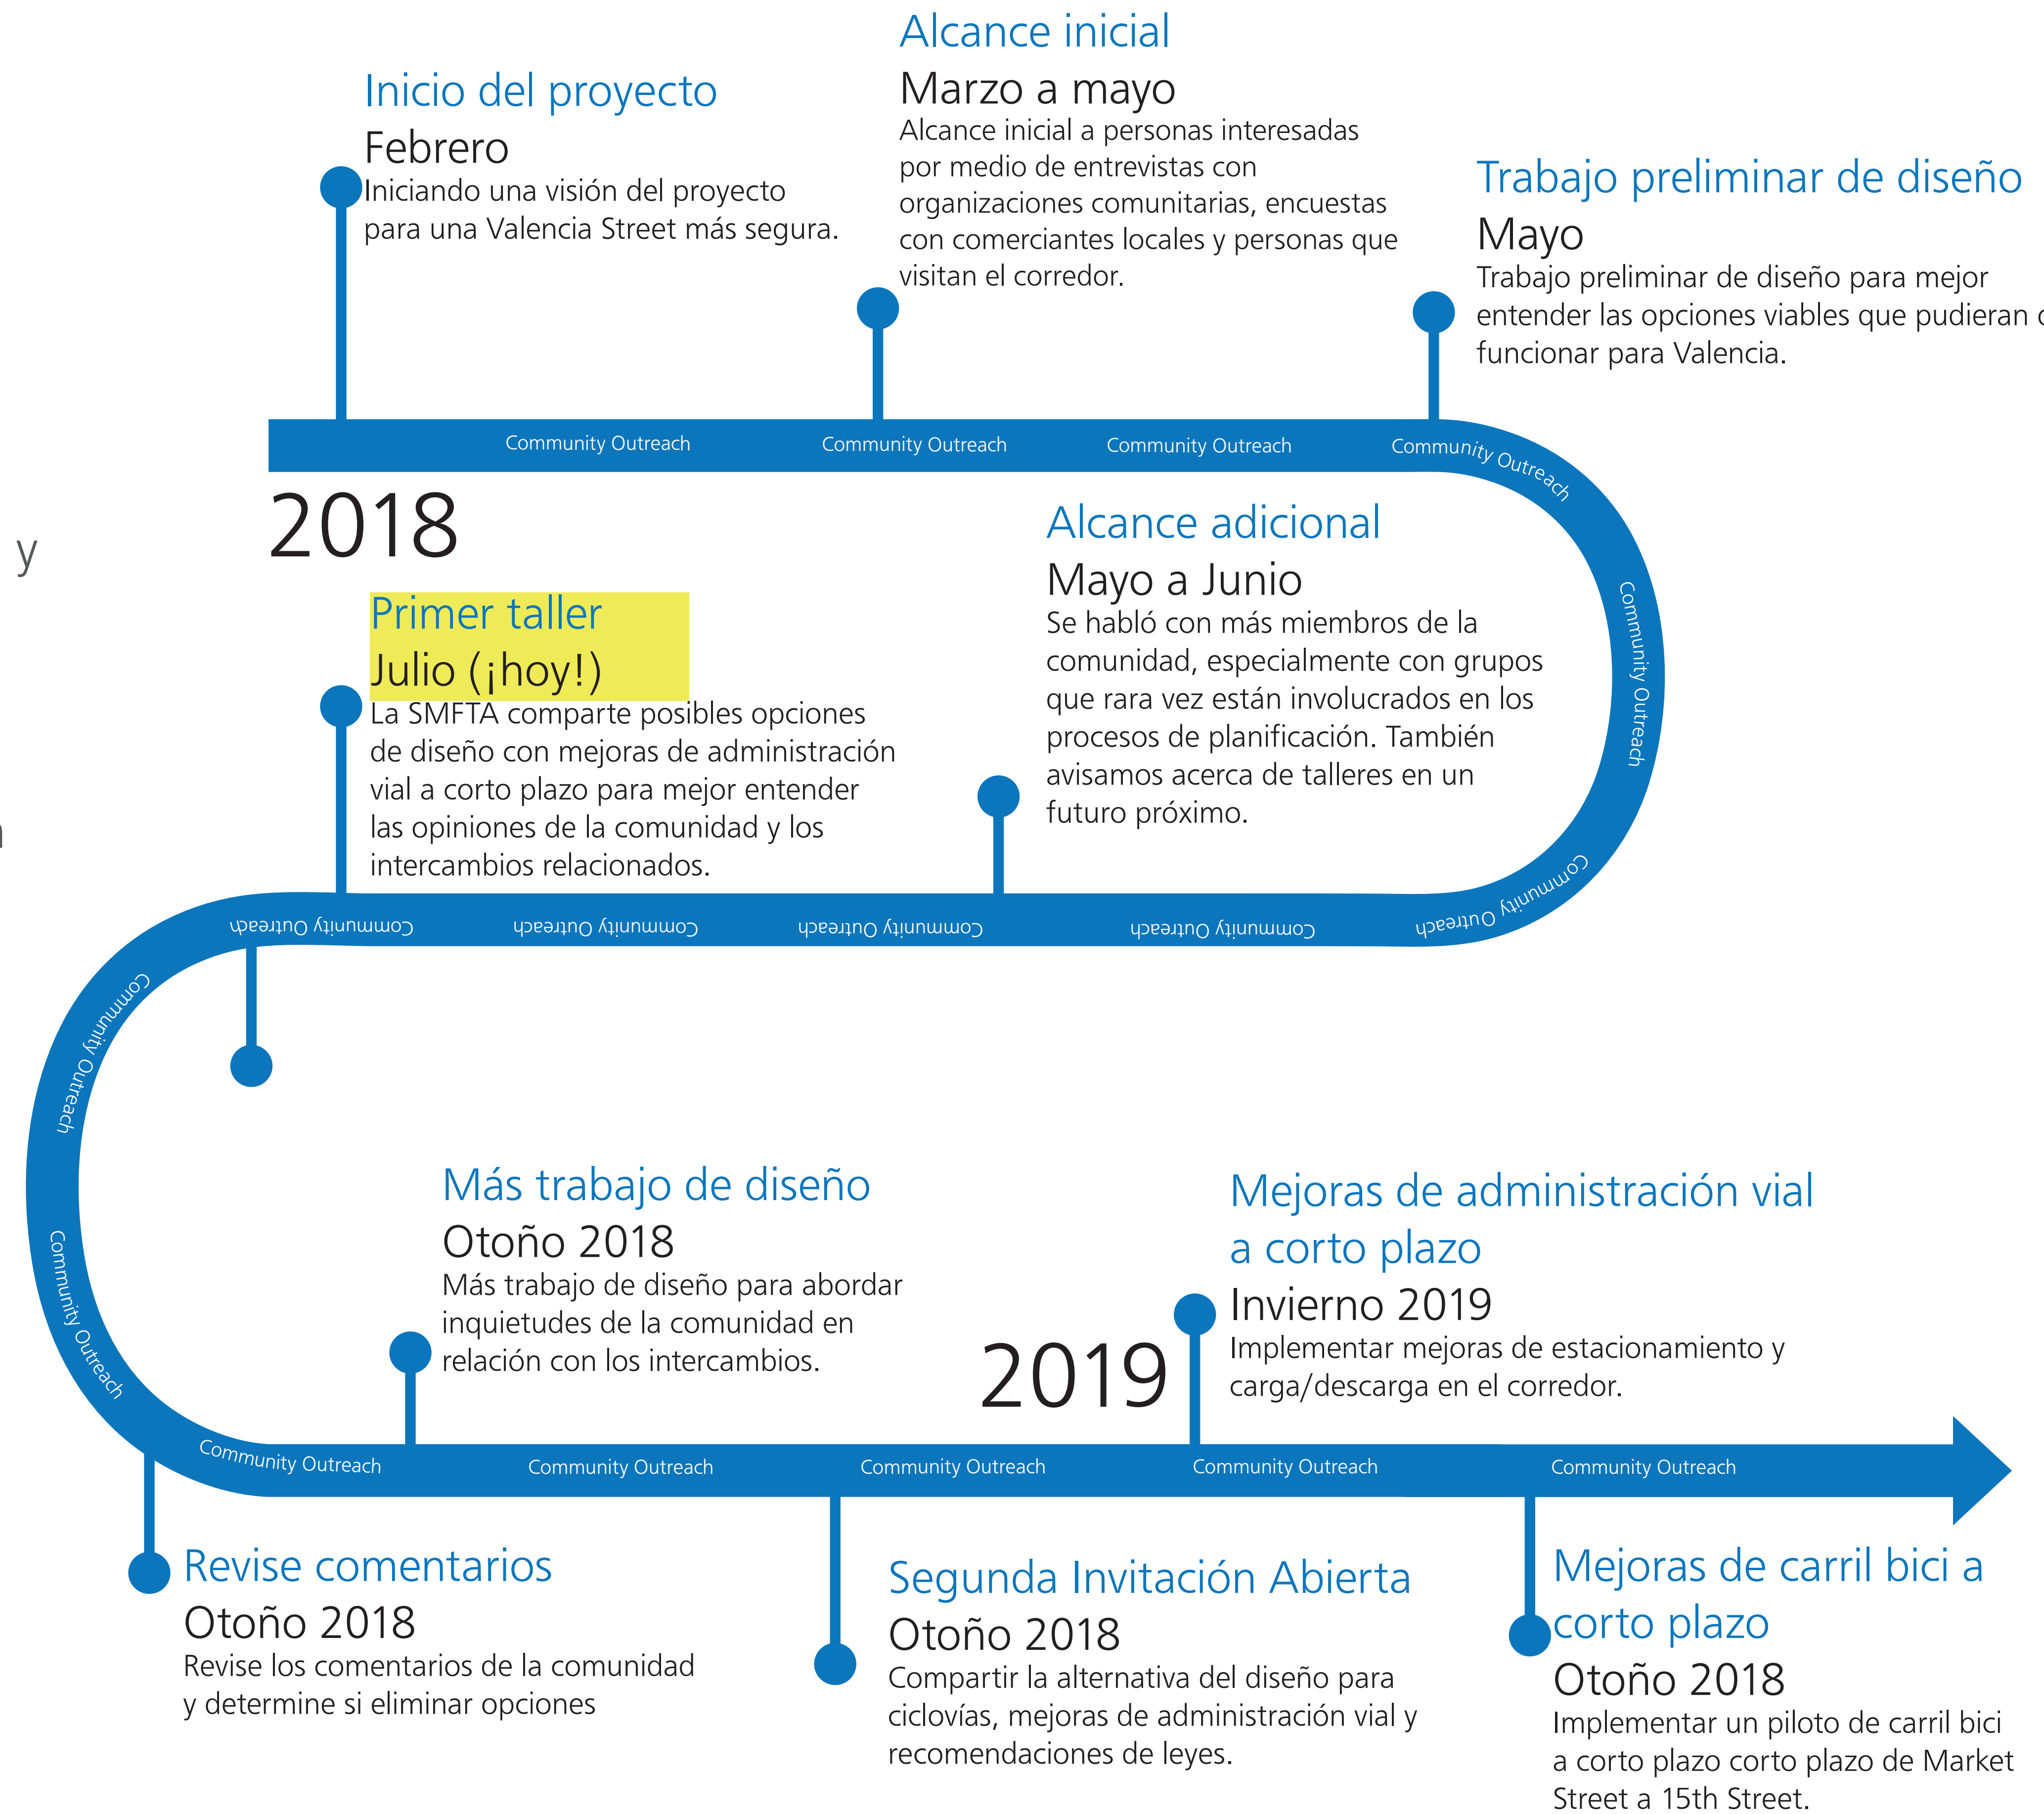 Inicio del proyecto
Febrero
Iniciando una visión del proyecto
para una Valencia Street más segura.
Alcance inicial
Marzo a mayo
Alcance inicial a personas interesadas
por medio de entrevistas con
organizaciones comunitarias, encuestas
con comerciantes locales y personas que
visitan el corredor.
Trabajo preliminar de diseño
Mayo
Trabajo preliminar de diseño para mejor
entender las opciones viables que pudieran
funcionar para Valencia.
Community Outreach
Community Outreach
Community Outreach
Community Outreach
Community Outreach
Community Outreach
2018
y
Alcance adicional
Mayo a Junio
Se habló con más miembros de la
comunidad, especialmente con grupos
que rara vez están involucrados en los
procesos de planificación. También
avisamos acerca de talleres en un
futuro próximo.
Primer taller
Julio (¡hoy!)
La SMFTA comparte posibles opciones
de diseño con mejoras de administración
vial a corto plazo para mejor entender
las opiniones de la comunidad y los
intercambios relacionados.
Community Outreach
Community Outreach
Community Outreach
Community Outreach
Community Outreach
Community Outreach
Más trabajo de diseño
Otoño 2018
Más trabajo de diseño para abordar
inquietudes de la comunidad en
relación con los intercambios.
2019
Mejoras de administración vial
a corto plazo
Invierno 2019
Implementar mejoras de estacionamiento y
carga/descarga en el corredor.
Community Outreach
Community Outreach
Community Outreach
Community Outreach
Community Outreach
Revise comentarios
Otoño 2018
Revise los comentarios de la comunidad
y determine si eliminar opciones
Segunda Invitación Abierta
Otoño 2018
Compartir la alternativa del diseño para
ciclovías, mejoras de administración vial y
recomendaciones de leyes.
Mejoras de carril bici a
corto plazo
Otoño 2018
Implementar un piloto de carril bici
a corto plazo corto plazo de Market
Street a 15th Street.